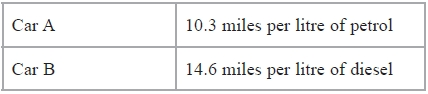 Car A 10.3 miles per litre of petrol
Car B 14.6 miles per litre of diesel